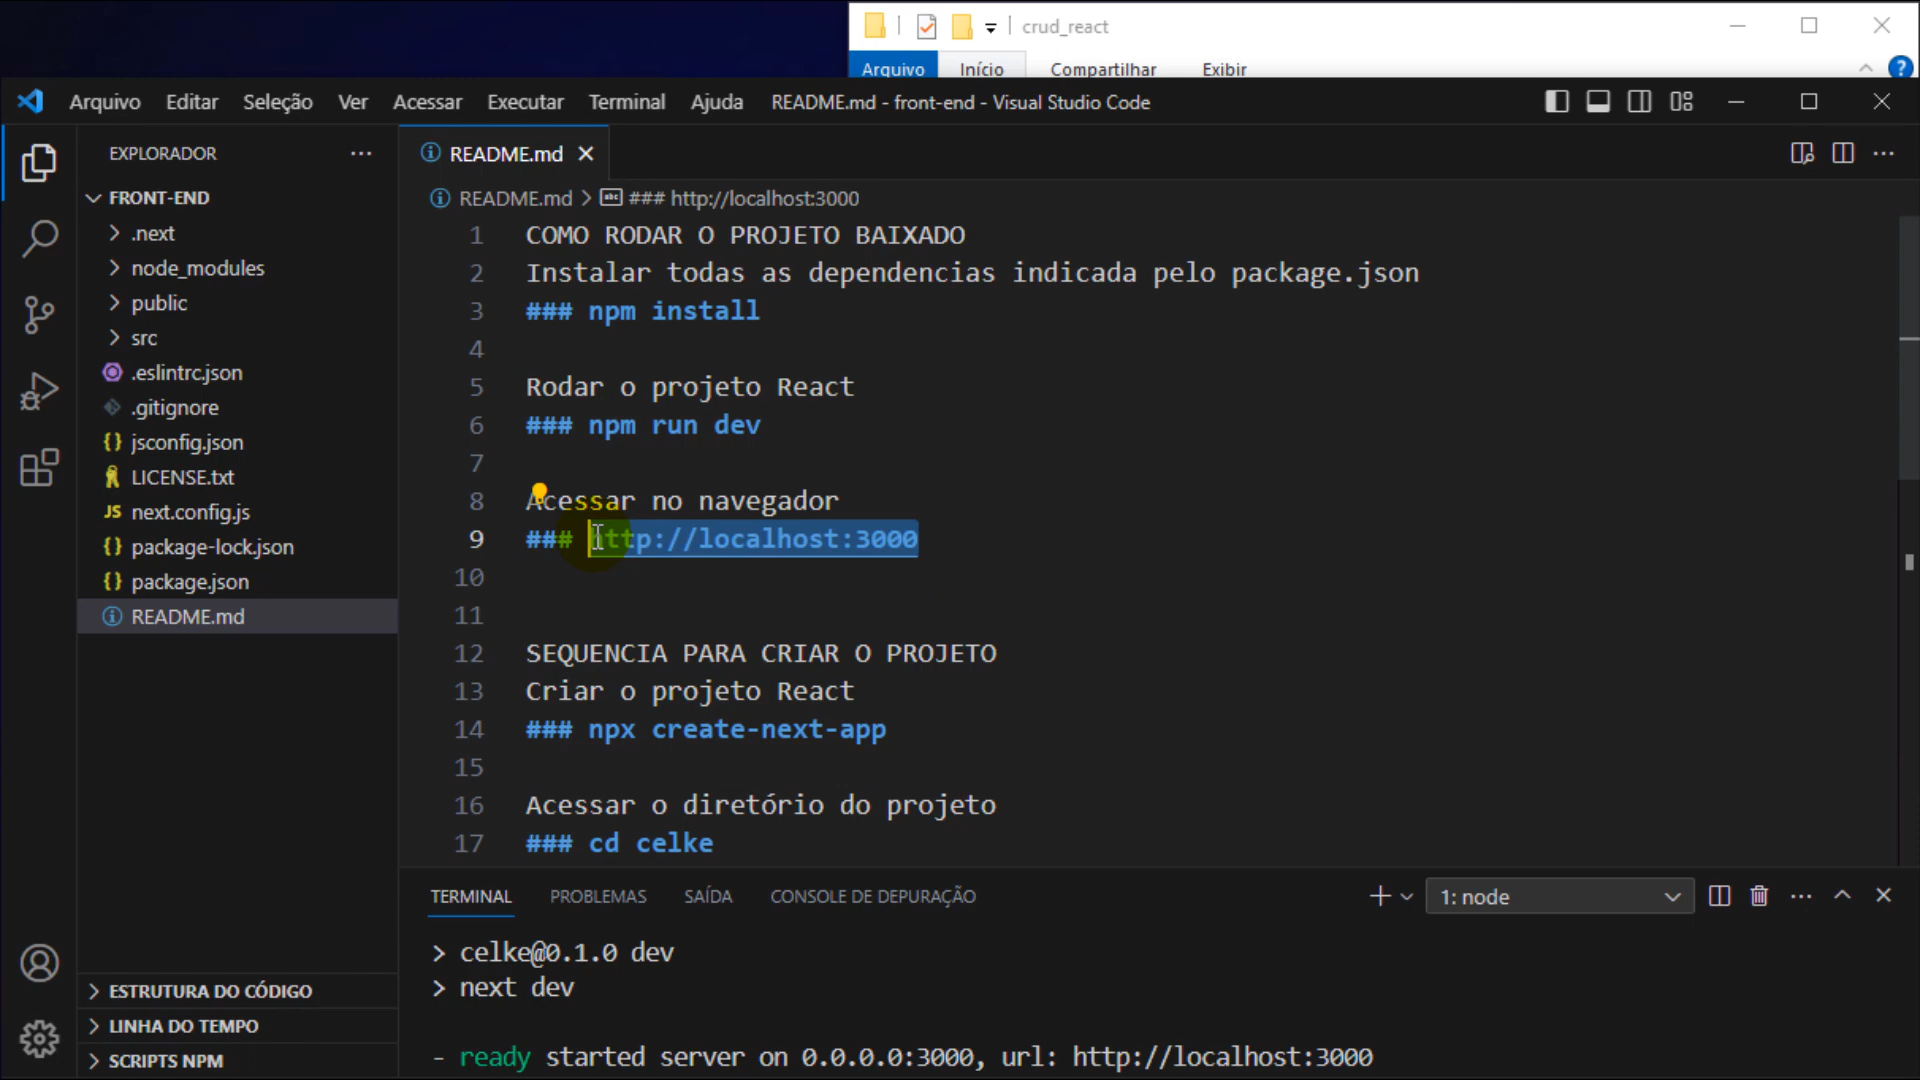 crud_react
Arquivo Início Compartilhar Exibir
Arquivo Editar Seleção Ver Acessar Executar Terminal Ajuda README.md - front-end - Visual Studio Code
EXPLORADOR
README.md
FRONT-END
README.md > ### http://localhost:3000
.next
node_modules
public
src
.eslintrc.json
.gitignore
jsconfig.json
LICENSE.txt
next.config.js
package-lock.json
package.json
README.md
ESTRUTURA DO CÓDIGO
LINHA DO TEMPO
SCRIPTS NPM
1 COMO RODAR O PROJETO BAIXADO
2 Instalar todas as dependencias indicada pelo package.json
3 ### npm install
4
5 Rodar o projeto React
6 ### npm run dev
7
8 Acessar no navegador
9 ### http://localhost:3000
10
11
12 SEQUENCIA PARA CRIAR O PROJETO
13 Criar o projeto React
14 ### npx create-next-app
15
16 Acessar o diretório do projeto
17 ### cd celke
TERMINAL PROBLEMAS SAÍDA CONSOLE DE DEPURAÇÃO 1: node
> celke@0.1.0 dev
> next dev
- ready started server on 0.0.0.0:3000, url: http://localhost:3000